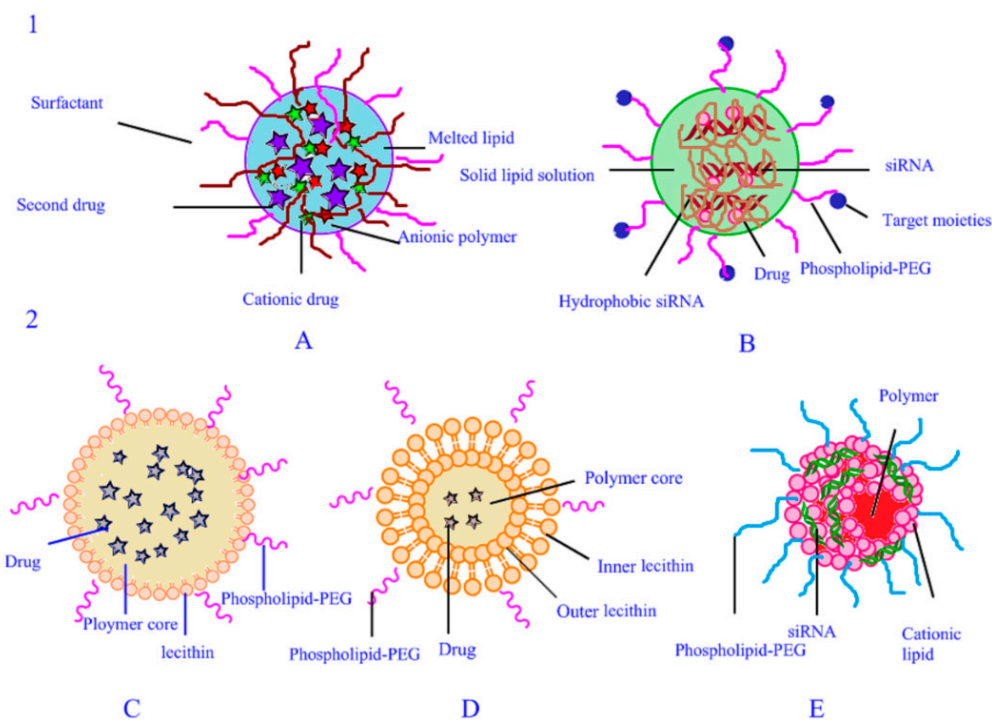 1
Surfactant
Second drug
Melted lipid
Anionic polymer
Cationic drug
A
Solid lipid solution
siRNA
Target moieties
Phospholipid-PEG
Drug
Hydrophobic siRNA
B
2
Drug
Phospholipid-PEG
Ploymer core
lecithin
C
Polymer core
Inner lecithin
Outer lecithin
Drug
Phospholipid-PEG
D
Polymer
siRNA
Phospholipid-PEG
Cationic
lipid
E